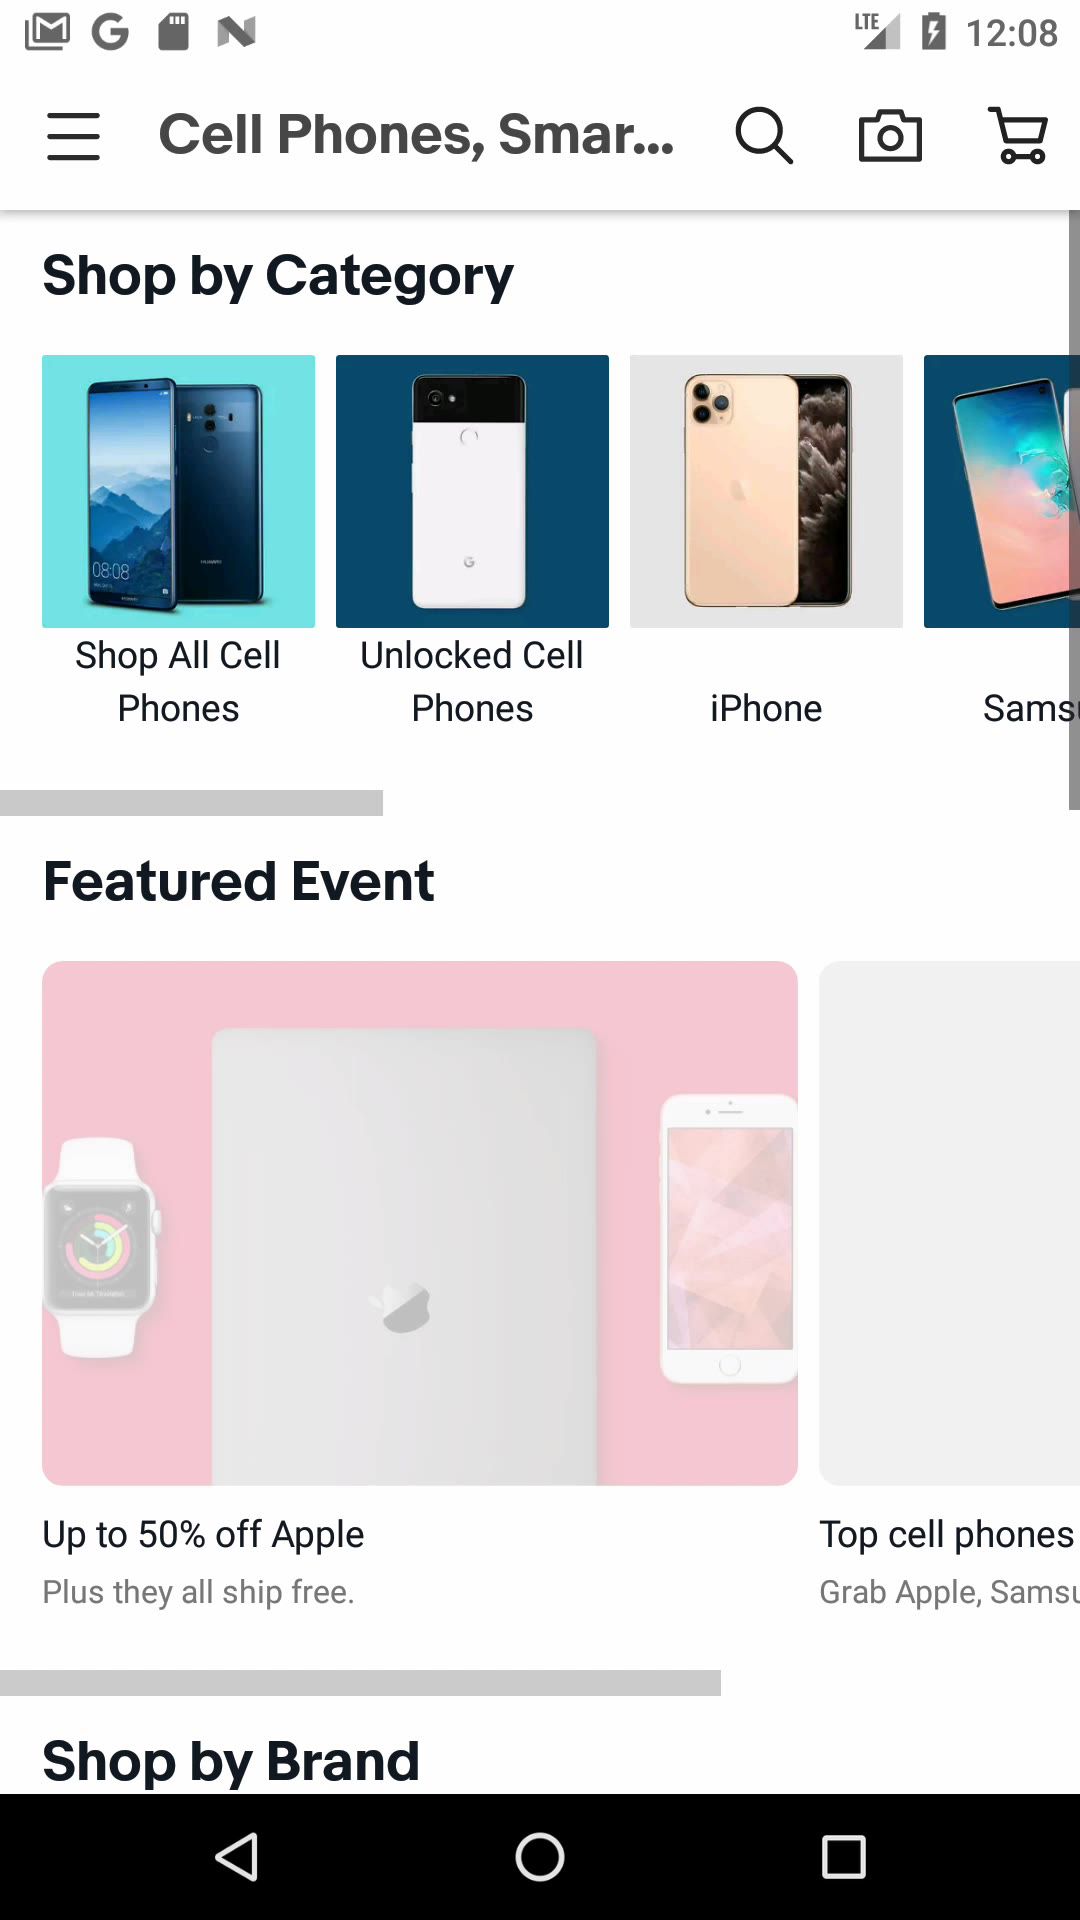 LTE 12:08
Cell Phones, Smar...
Shop by Category
08:08
HUAWEI
Shop All Cell
Phones
Unlocked Cell
Phones
iPhone
Sams
Featured Event
Up to 50% off Apple
Plus they all ship free.
Top cell phones
Grab Apple, Samsu
Shop by Brand